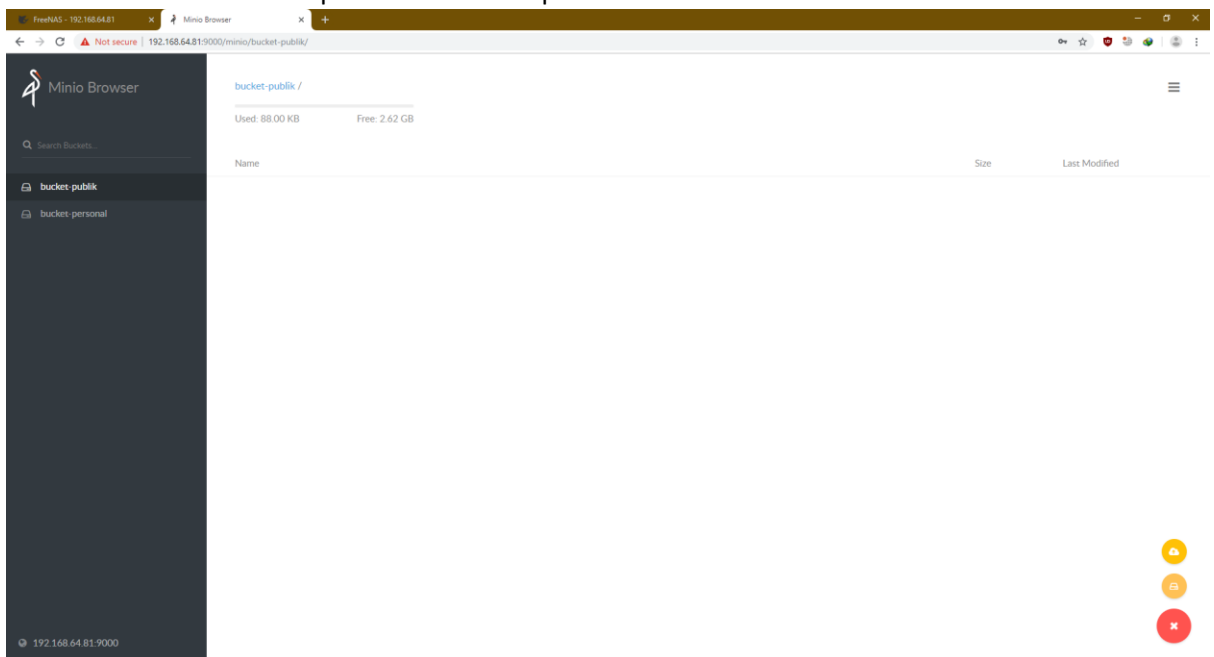 FreeNAS - 192.168.64.81
Minio Browser
Not secure | 192.168.64.81:9000/minio/bucket-publik/
Minio Browser
Search Buckets...
bucket-publik
bucket-personal
192.168.64.81:9000
bucket-publik /
Used: 88.00 KB Free: 2.62 GB
Name Size Last Modified